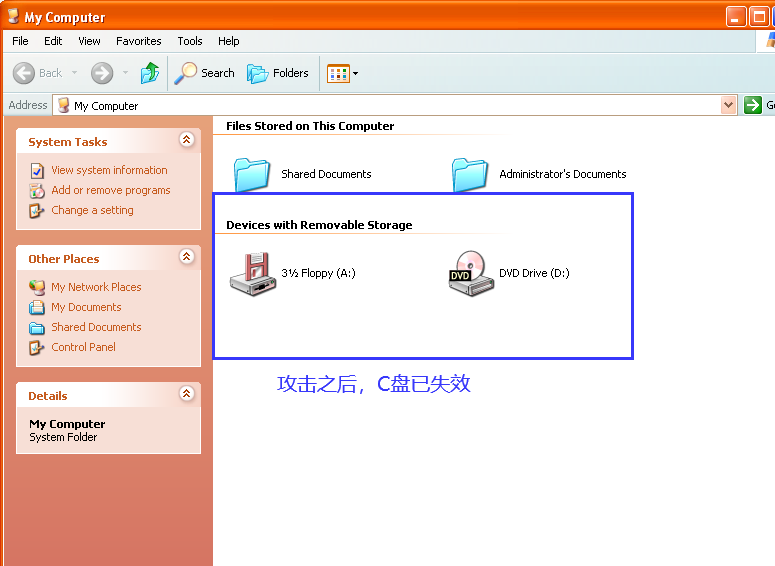 My Computer
File Edit View Favorites Tools Help
Back Search Folders
Address My Computer
System Tasks
View system information
Add or remove programs
Change a setting
Other Places
My Network Places
My Documents
Shared Documents
Control Panel
Details
My Computer
System Folder
Files Stored on This Computer
Shared Documents Administrator's Documents
Devices with Removable Storage
3½ Floppy (A:) DVD Drive (D:)
DVD
攻击之后，C盘已失效